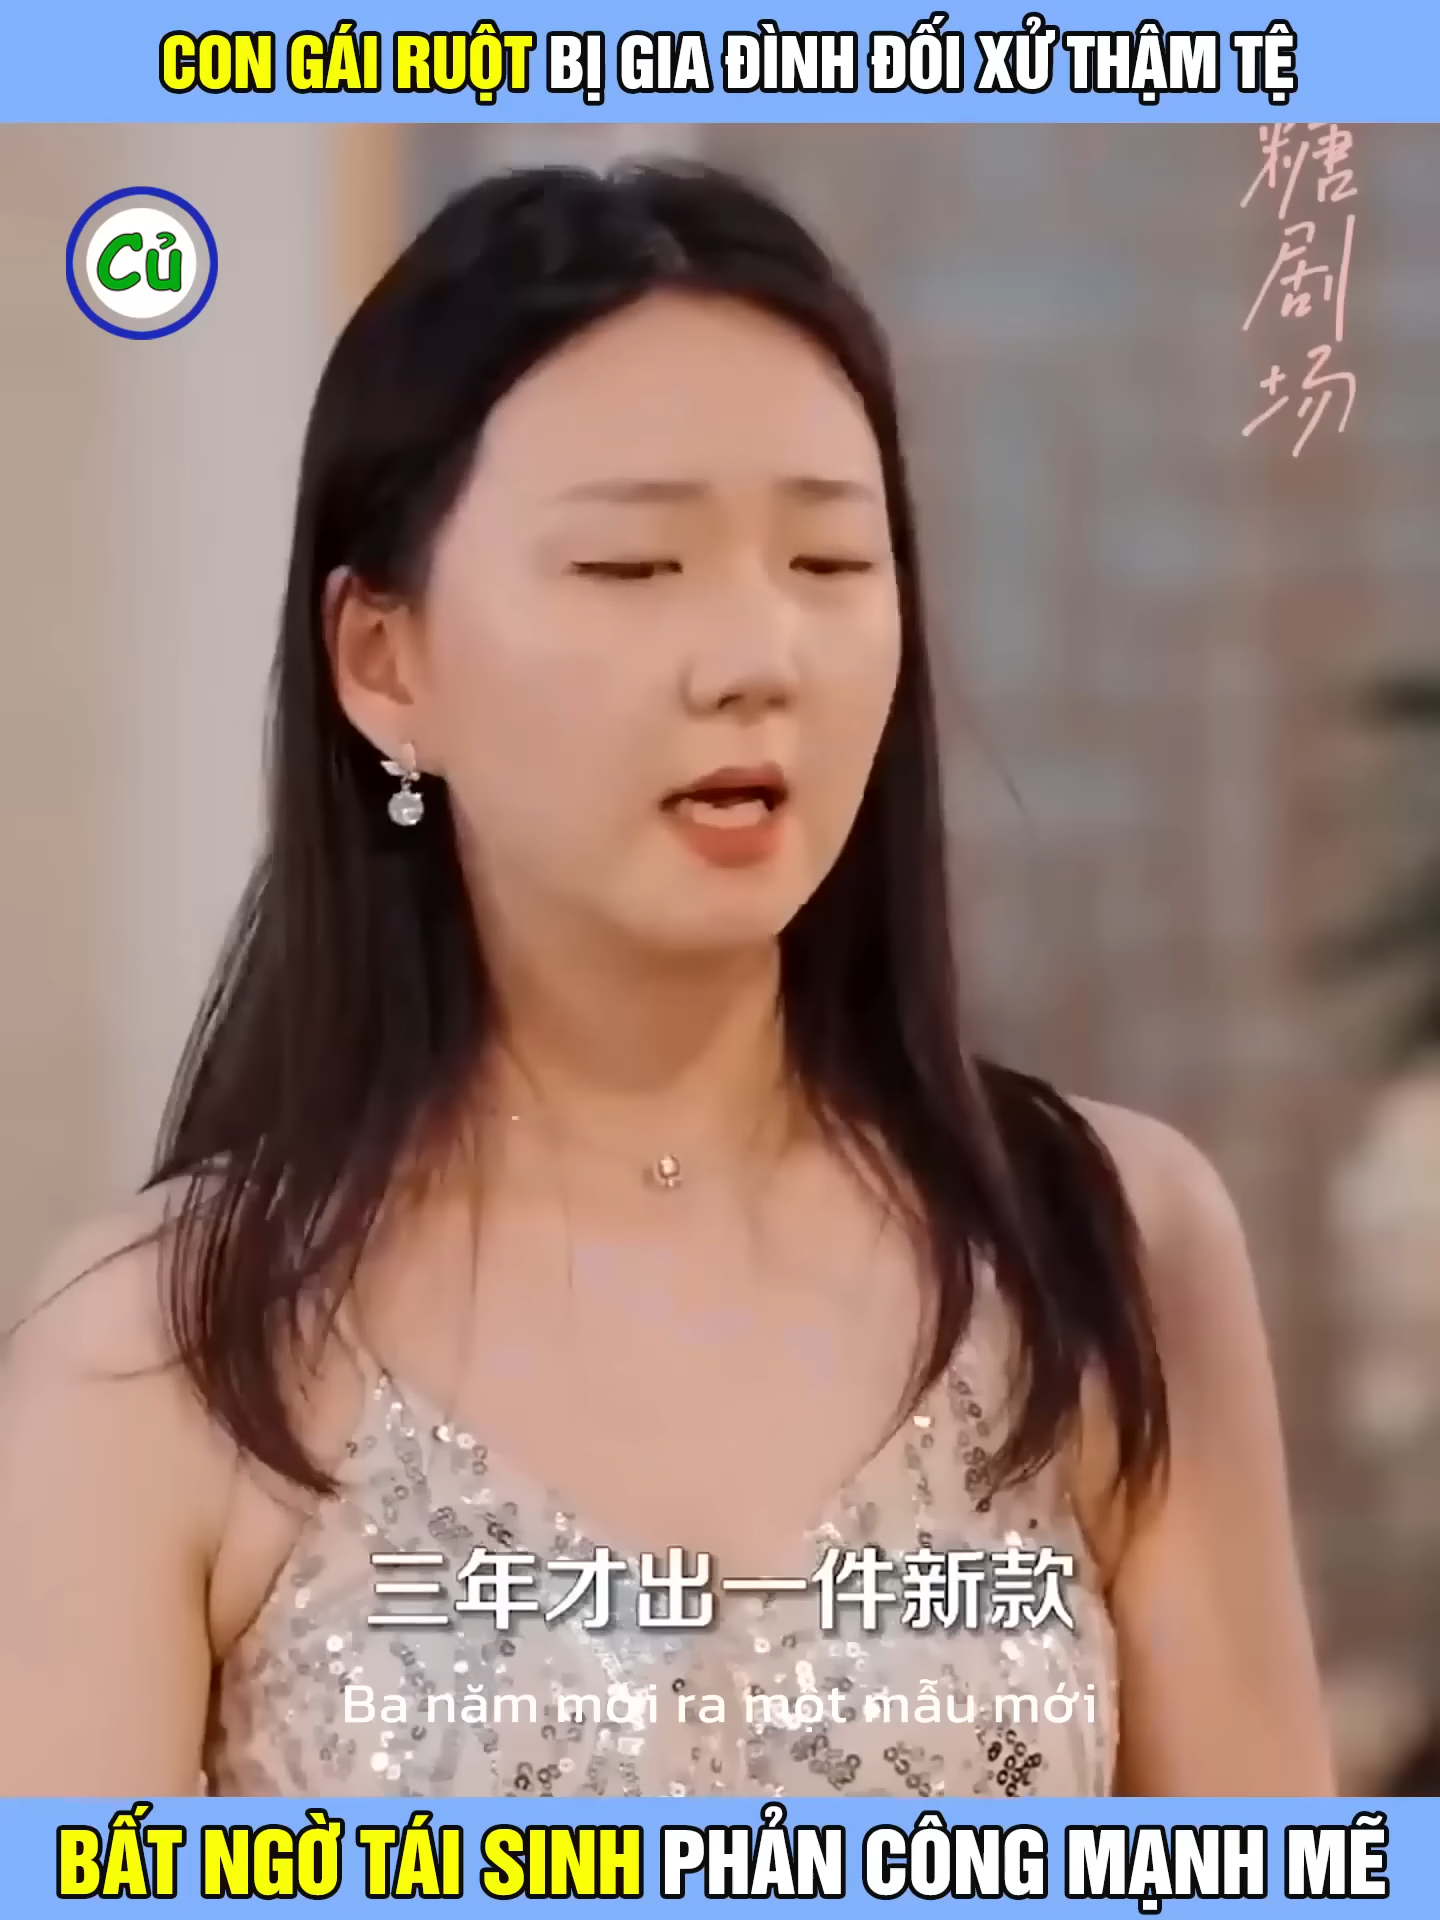 CON GÁI RUỘT BỊ GIA ĐÌNH ĐỐI XỬ THẬM TỆ
Củ
糖剧场
三年才出一件新款
Ba năm mới ra một mẫu mới
BẤT NGỜ TÁI SINH PHẢN CÔNG MẠNH MẼ